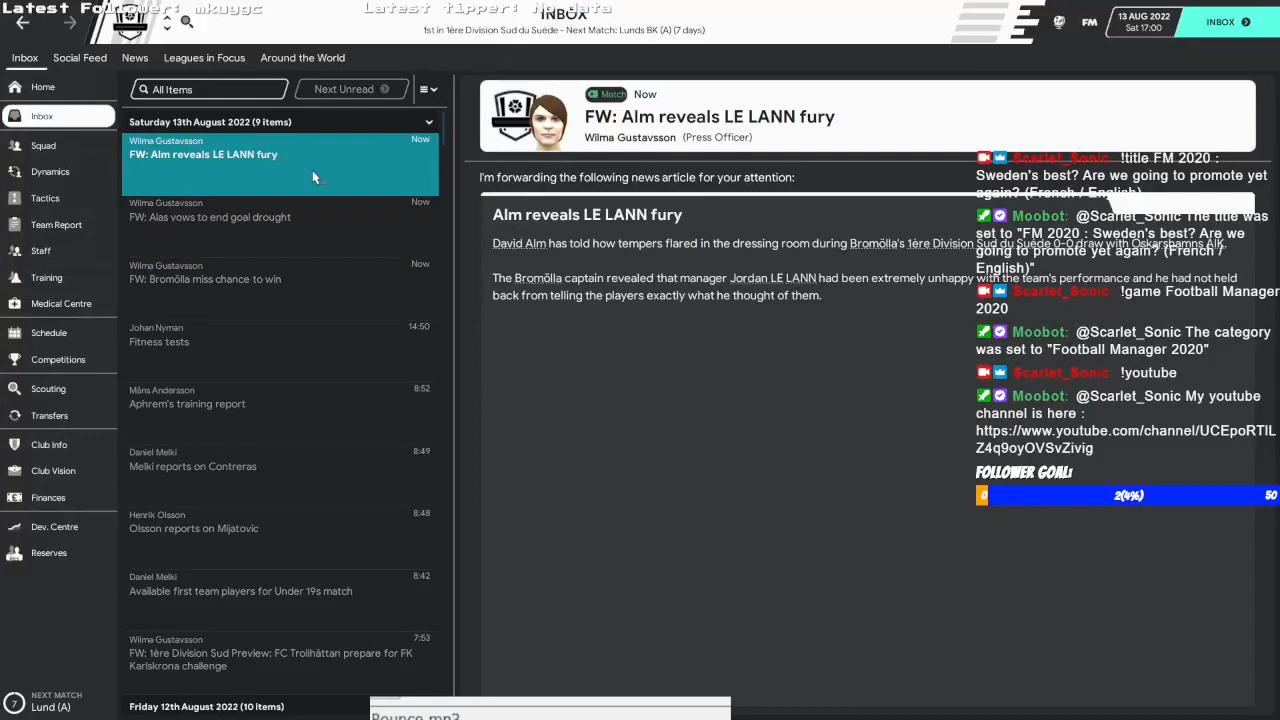 Latest Follower: mkuygc
Latest tipper: No data
INBOX
1st in 1ère Division Sud du Suède - Next Match: Lunds BK (A) (7 days)
FM
13 AUG 2022
Sat 17:00
INBOX
Inbox
Social Feed
News
Leagues in Focus
Around the World
Home
Inbox
Squad
Dynamics
Tactics
Team Report
Staff
Training
Medical Centre
Schedule
Competitions
Scouting
Transfers
Club Info
Club Vision
Finances
Dev. Centre
Reserves
7
NEXT MATCH
Lund (A)
All Items
Next Unread
Saturday 13th August 2022 (9 items)
Wilma Gustavsson
Now
FW: Alm reveals LE LANN fury
Wilma Gustavsson
Now
FW: Alas vows to end goal drought
Wilma Gustavsson
Now
FW: Bromölla miss chance to win
Johan Nyman
14:50
Fitness tests
Måns Andersson
8:52
Aphrem's training report
Daniel Melki
8:49
Melki reports on Contreras
Henrik Olsson
8:48
Olsson reports on Mijatovic
Daniel Melki
8:42
Available first team players for Under 19s match
Wilma Gustavsson
7:53
FW: 1ère Division Sud Preview: FC Trollhättan prepare for FK
Karlskrona challenge
Friday 12th August 2022 (10 items)
Match
Now
FW: Alm reveals LE LANN fury
Wilma Gustavsson (Press Officer)
I'm forwarding the following news article for your attention:
Alm reveals LE LANN fury
David Alm has told how tempers flared in the dressing room during Bromölla's 1ère Division Sud du Suède 0-0 draw with Oskarshamns AIK.
The Bromölla captain revealed that manager Jordan LE LANN had been extremely unhappy with the team's performance and he had not held
back from telling the players exactly what he thought of them.
Scarlet_Sonic: !title FM 2020 :
Sweden's best? Are we going to promote yet
again? (French / English)
Moobot: @Scarlet_Sonic The title was
set to "FM 2020 : Sweden's best? Are we
going to promote yet again? (French /
English)"
Scarlet_Sonic: !game Football Manager
2020
Moobot: @Scarlet_Sonic The category
was set to "Football Manager 2020"
Scarlet_Sonic: !youtube
Moobot: @Scarlet_Sonic My youtube
channel is here :
https://www.youtube.com/channel/UCEpoRTIL
Z4q9oyOVSvZivig
FOLLOWER GOAL:
0
2(4%)
50
Bounce.mp3